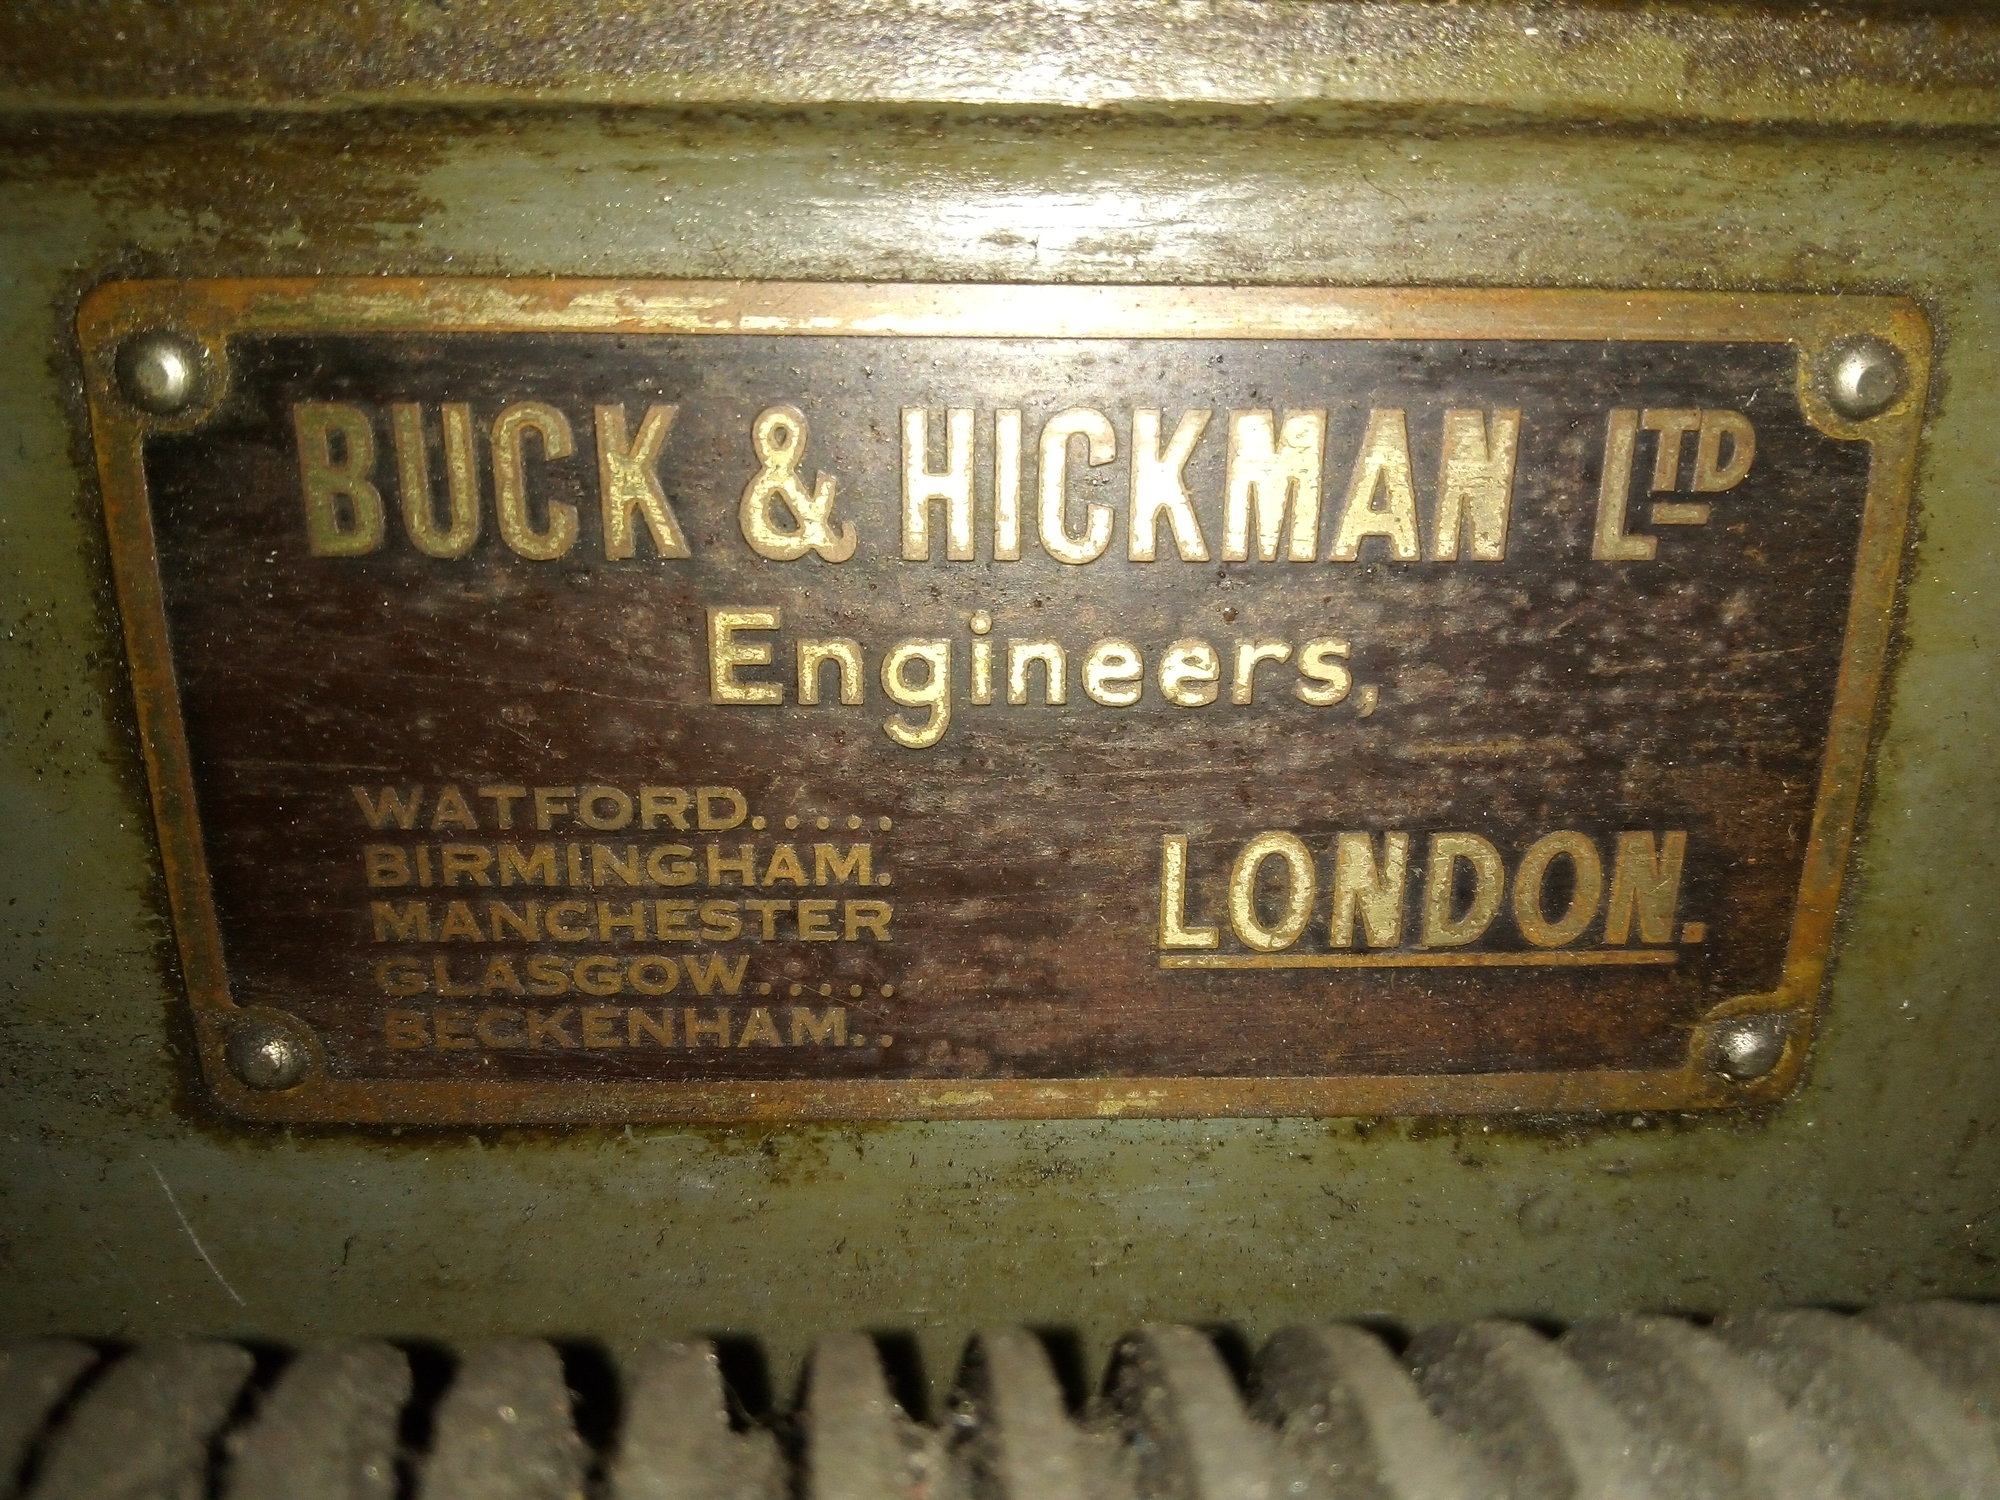 BUCK & HICKMAN LTD
Engineers,
WATFORD.....
BIRMINGHAM.
MANCHESTER
GLASGOW.....
BECKENHAM..
LONDON.